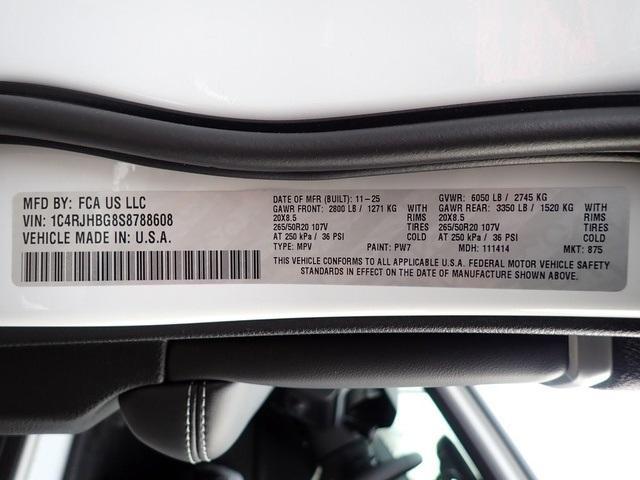 MFD BY: FCA US LLC
VIN: 1C4RJHBG8S8788608
VEHICLE MADE IN: U.S.A.
DATE OF MFR (BUILT): 11-25
GAWR FRONT: 2800 LB / 1271 KG WITH
20X8.5 RIMS
265/50R20 107V TIRES
AT 250 kPa / 36 PSI COLD
TYPE: MPV PAINT: PW7
GVWR: 6050 LB / 2745 KG
GAWR REAR: 3350 LB / 1520 KG WITH
20X8.5 RIMS
265/50R20 107V TIRES
AT 250 kPa / 36 PSI COLD
MDH: 111414 MKT: 875
THIS VEHICLE CONFORMS TO ALL APPLICABLE U.S.A. FEDERAL MOTOR VEHICLE SAFETY
STANDARDS IN EFFECT ON THE DATE OF MANUFACTURE SHOWN ABOVE.